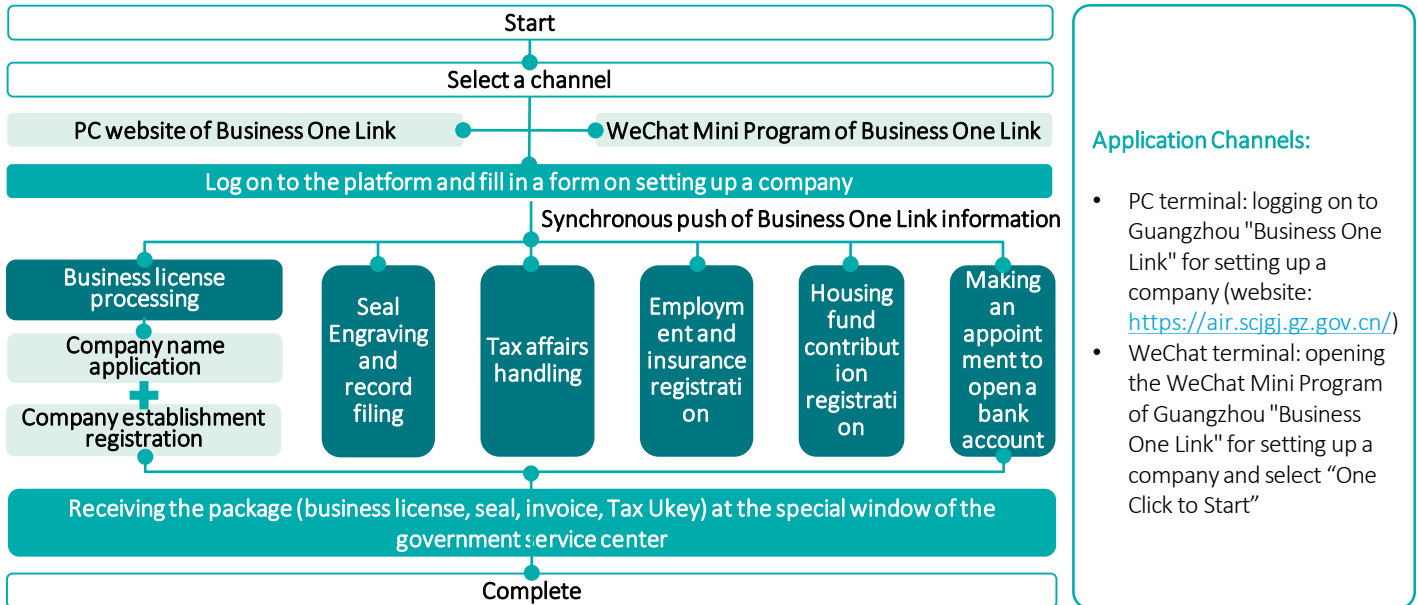 Start
Select a channel
PC website of Business One Link
WeChat Mini Program of Business One Link
Log on to the platform and fill in a form on setting up a company
Synchronous push of Business One Link information
Business license
processing
Company name
application
Company establishment
registration
Seal
Engraving
and
record
filing
Tax affairs
handling
Employm
ent and
insurance
registrati
on
Housing
fund
contribut
ion
registrati
on
Making
an
appoint
ment to
open a
bank
account
Receiving the package (business license, seal, invoice, Tax Ukey) at the special window of the
government service center
Complete
Application Channels:
• PC terminal: logging on to
Guangzhou "Business One
Link" for setting up a
company (website:
https://air.scjgj.gz.gov.cn/)
• WeChat terminal: opening
the WeChat Mini Program
of Guangzhou "Business
One Link" for setting up a
company and select “One
Click to Start”